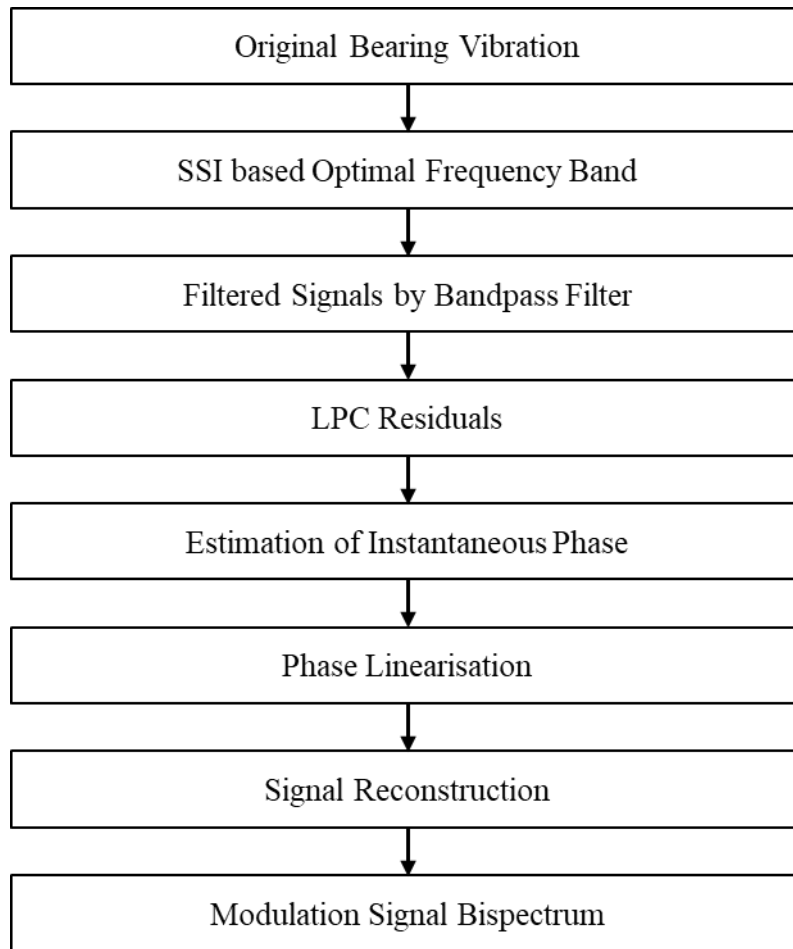 Original Bearing Vibration
SSI based Optimal Frequency Band
Filtered Signals by Bandpass Filter
LPC Residuals
Estimation of Instantaneous Phase
Phase Linearisation
Signal Reconstruction
Modulation Signal Bispectrum